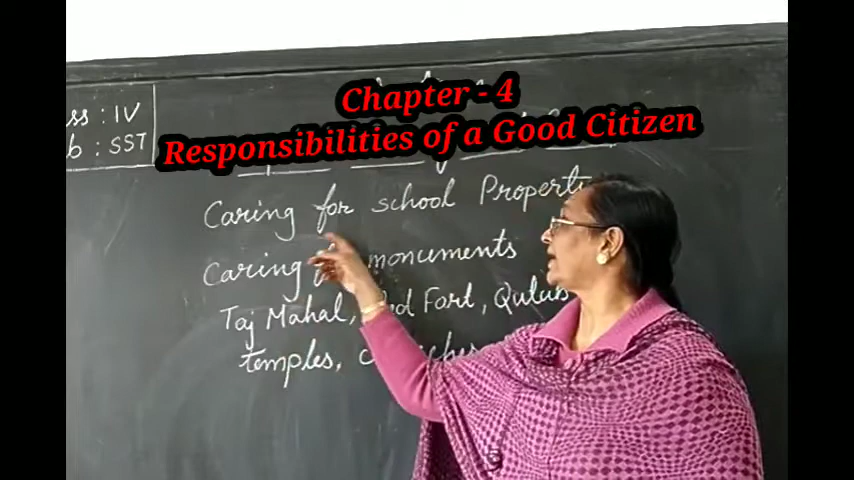 ss : IV
b : SST
Chapter - 4
Responsibilities of a Good Citizen
Caring for school Property
Caring monuments
Taj Mahal, Red Fort, Qutub
temples,